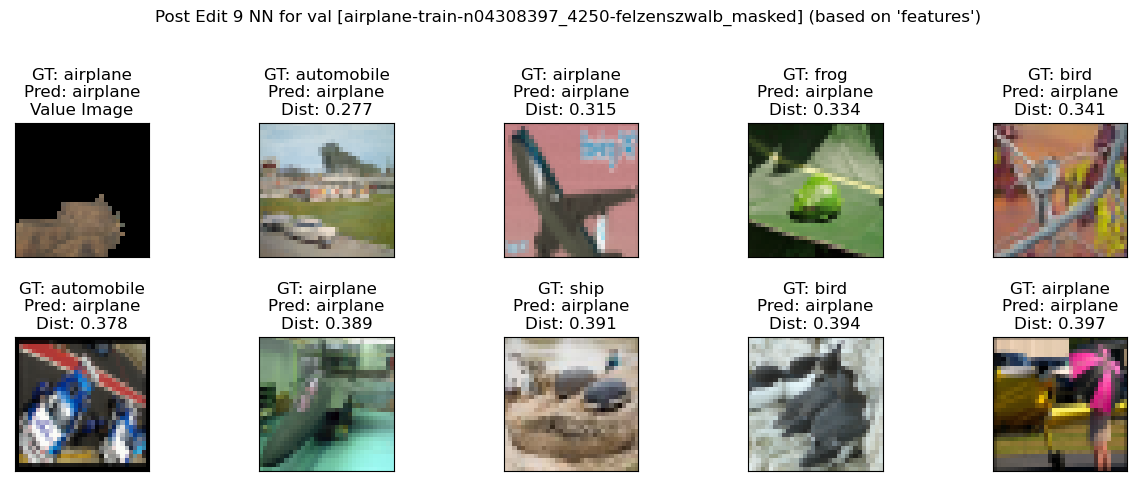 Post Edit 9 NN for val [airplane-train-n04308397_4250-felzenszwalb_masked] (based on 'features')
GT: airplane
Pred: airplane
Value Image
GT: automobile
Pred: airplane
Dist: 0.277
GT: airplane
Pred: airplane
Dist: 0.315
GT: frog
Pred: airplane
Dist: 0.334
GT: bird
Pred: airplane
Dist: 0.341
GT: automobile
Pred: airplane
Dist: 0.378
GT: airplane
Pred: airplane
Dist: 0.389
GT: ship
Pred: airplane
Dist: 0.391
GT: bird
Pred: airplane
Dist: 0.394
GT: airplane
Pred: airplane
Dist: 0.397